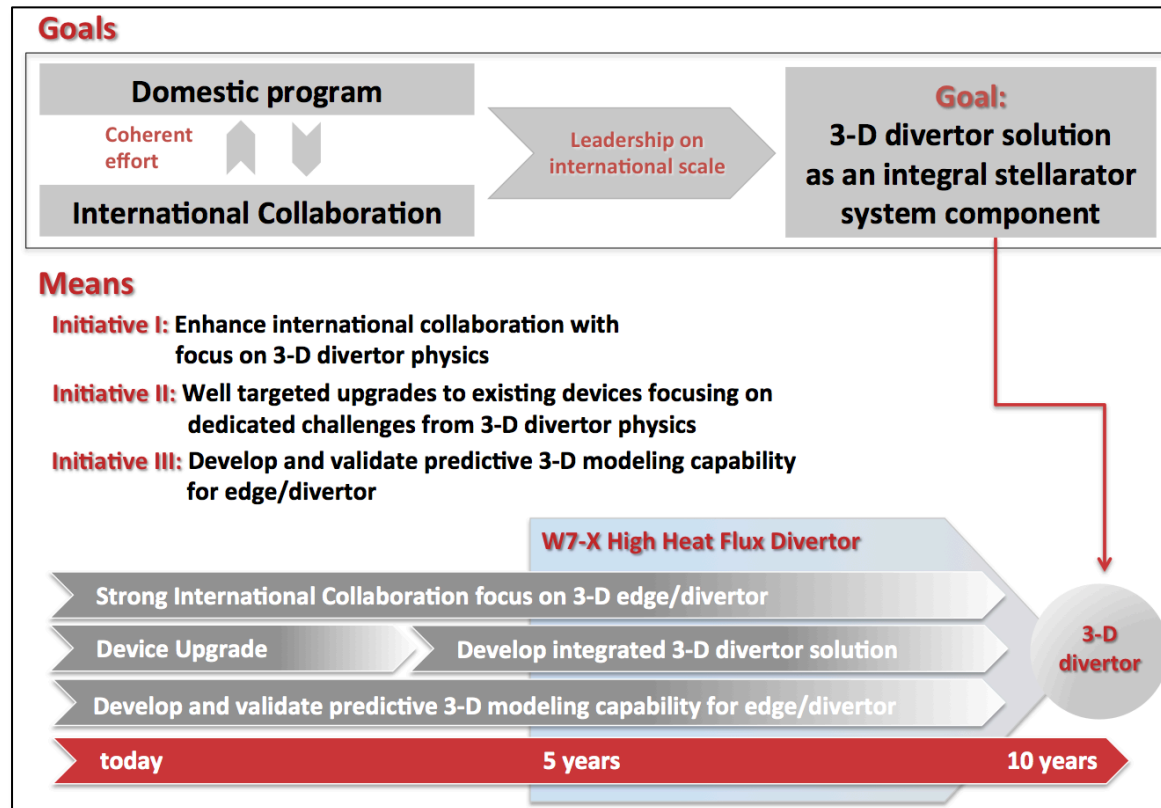 Goals
Domestic program
Coherent
effort
International Collaboration
Leadership on
international scale
Goal:
3-D divertor solution
as an integral stellarator
system component
Means
Initiative I: Enhance international collaboration with
focus on 3-D divertor physics
Initiative II: Well targeted upgrades to existing devices focusing on
dedicated challenges from 3-D divertor physics
Initiative III: Develop and validate predictive 3-D modeling capability
for edge/divertor
W7-X High Heat Flux Divertor
Strong International Collaboration focus on 3-D edge/divertor
Device Upgrade
Develop integrated 3-D divertor solution
Develop and validate predictive 3-D modeling capability for edge/divertor
3-D
divertor
today
5 years
10 years